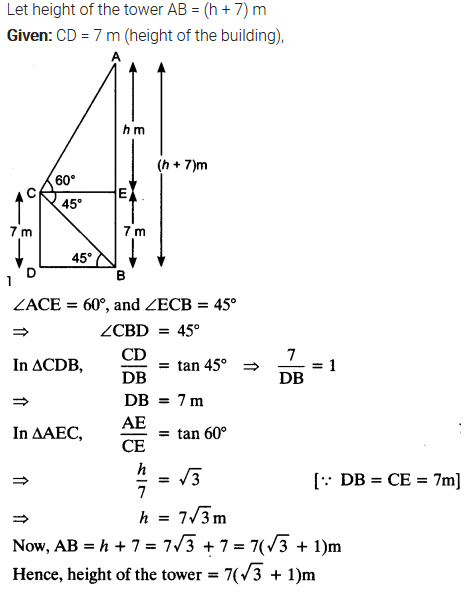 Let height of the tower AB = (h + 7) m
Given: CD = 7 m (height of the building),
A
h m
(h + 7)m
60°
C
E
45°
7 m
7 m
45°
D
B
1
∠ACE = 60°, and ∠ECB = 45°
⇒ ∠CBD = 45°
In ΔCDB, CD/DB = tan 45° ⇒ 7/DB = 1
⇒ DB = 7 m
In ΔAEC, AE/CE = tan 60°
⇒ h/7 = √3 [∵ DB = CE = 7m]
⇒ h = 7√3 m
Now, AB = h + 7 = 7√3 + 7 = 7(√3 + 1)m
Hence, height of the tower = 7(√3 + 1)m